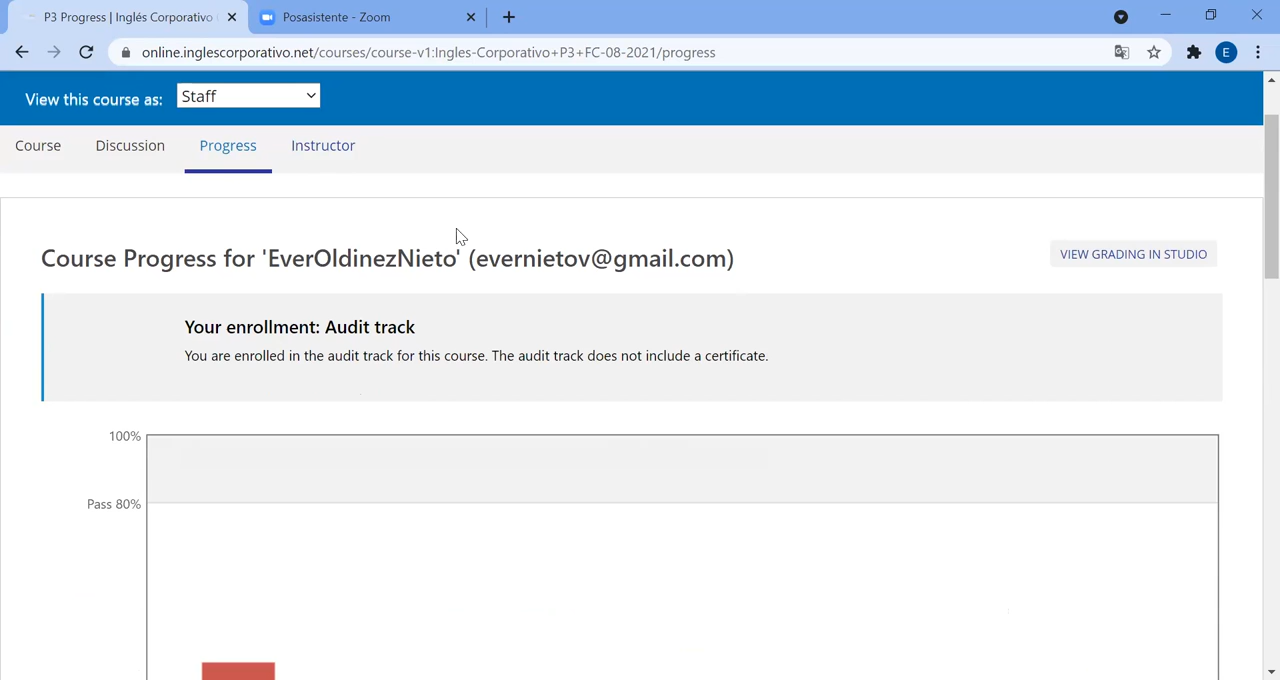 P3 Progress | Inglés Corporativo
Posasistente - Zoom
online.inglescorporativo.net/courses/course-v1:Ingles-Corporativo+P3+FC-08-2021/progress
E
View this course as:
Staff
Course
Discussion
Progress
Instructor
Course Progress for 'EverOldinezNieto' (evernietov@gmail.com)
VIEW GRADING IN STUDIO
Your enrollment: Audit track
You are enrolled in the audit track for this course. The audit track does not include a certificate.
100%
Pass 80%